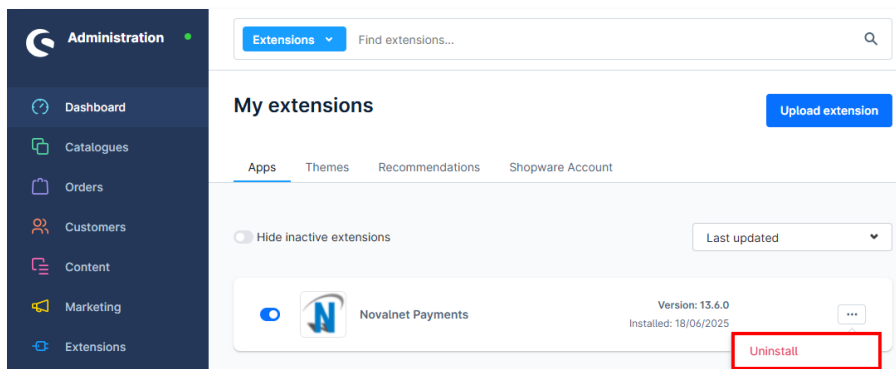 Administration
Extensions
Find extensions...
Dashboard
Catalogues
Orders
Customers
Content
Marketing
Extensions
My extensions
Upload extension
Apps Themes Recommendations Shopware Account
Hide inactive extensions
Last updated
Novalnet Payments
Version: 13.6.0
Installed: 18/06/2025
...
Uninstall